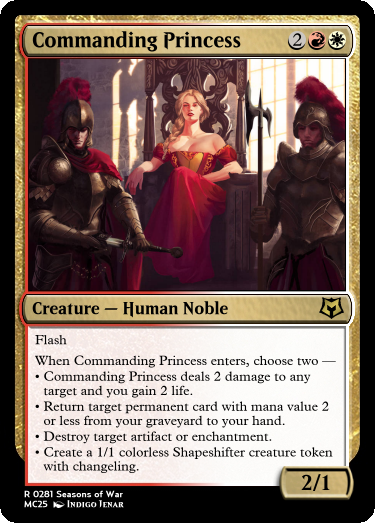 Commanding Princess 2
Creature — Human Noble
Flash
When Commanding Princess enters, choose two —
• Commanding Princess deals 2 damage to any
target and you gain 2 life.
• Return target permanent card with mana value 2
or less from your graveyard to your hand.
• Destroy target artifact or enchantment.
• Create a 1/1 colorless Shapeshifter creature token
with changeling.
2/1
R 0281 Seasons of War
MC25 Indigo Jenar